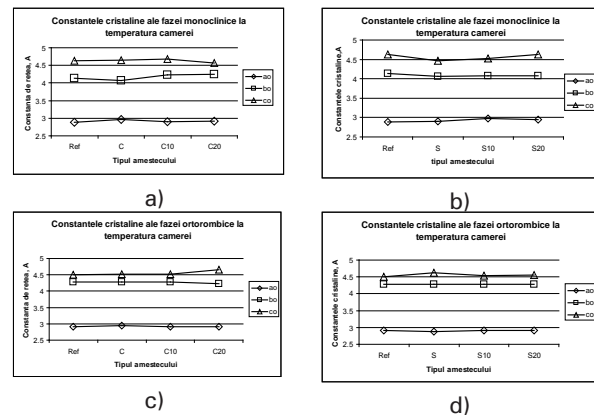 Constantele cristaline ale fazei monoclinice la
temperatura camerei
Constanta de retea, A
5
4.5
4
3.5
3
2.5
Ref C C10 C20
Tipul amestecului
ao
bo
co
a)
Constantele cristaline ale fazei monoclinice la
temperatura camerei
Constantele cristaline,A
5
4.5
4
3.5
3
2.5
Ref S S10 S20
tipul amestecului
ao
bo
co
b)
Constantele cristaline ale fazei ortorombice la
temperatura camerei
Constanta de retea, A
5
4.5
4
3.5
3
2.5
Ref C C10 C20
Tipul amestecului
ao
bo
co
c)
Constantele cristaline ale fazei ortorombice la
temperatura camerei
Constantele cristaline, A
5
4.5
4
3.5
3
2.5
Ref S S10 S20
Tipul amestecului
ao
bo
co
d)